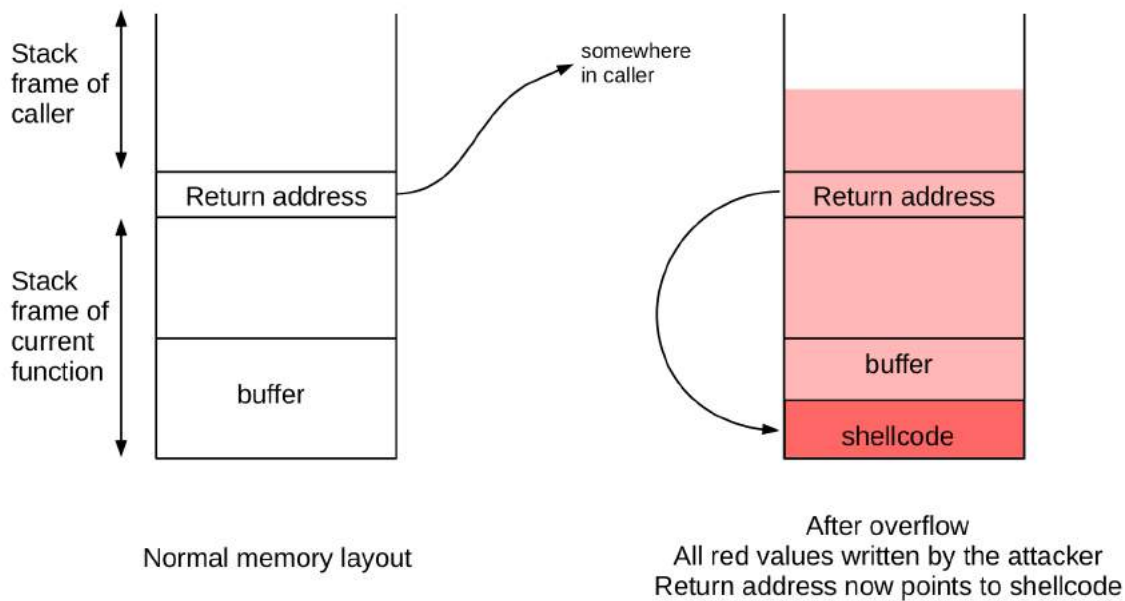 Stack
frame of
caller
somewhere
in caller
Return address
Stack
frame of
current
function
buffer
Normal memory layout
Return address
buffer
shellcode
After overflow
All red values written by the attacker
Return address now points to shellcode